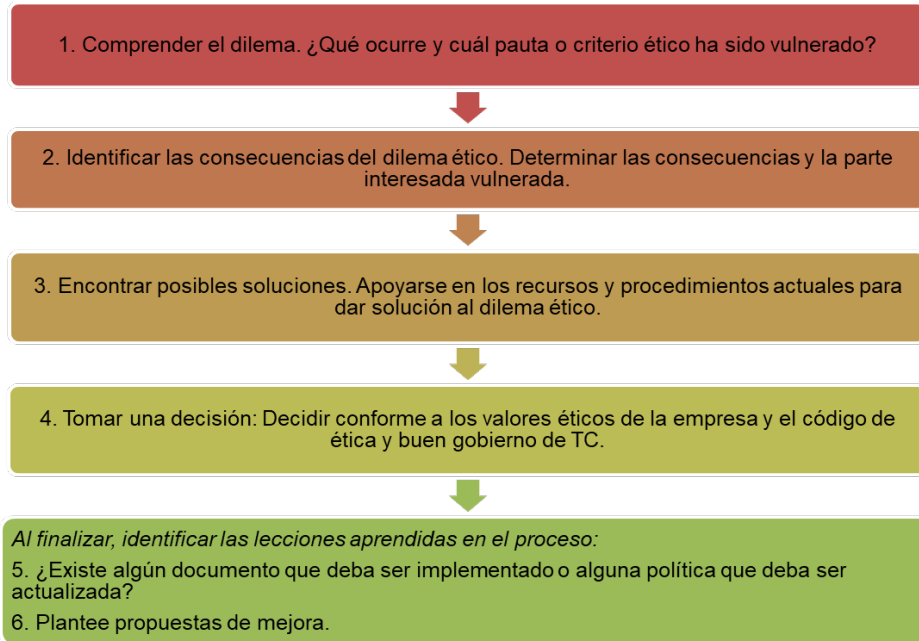 1. Comprender el dilema. ¿Qué ocurre y cuál pauta o criterio ético ha sido vulnerado?
2. Identificar las consecuencias del dilema ético. Determinar las consecuencias y la parte
interesada vulnerada.
3. Encontrar posibles soluciones. Apoyarse en los recursos y procedimientos actuales para
dar solución al dilema ético.
4. Tomar una decisión: Decidir conforme a los valores éticos de la empresa y el código de
ética y buen gobierno de TC.
Al finalizar, identificar las lecciones aprendidas en el proceso:
5. ¿Existe algún documento que deba ser implementado o alguna política que deba ser
actualizada?
6. Plantee propuestas de mejora.